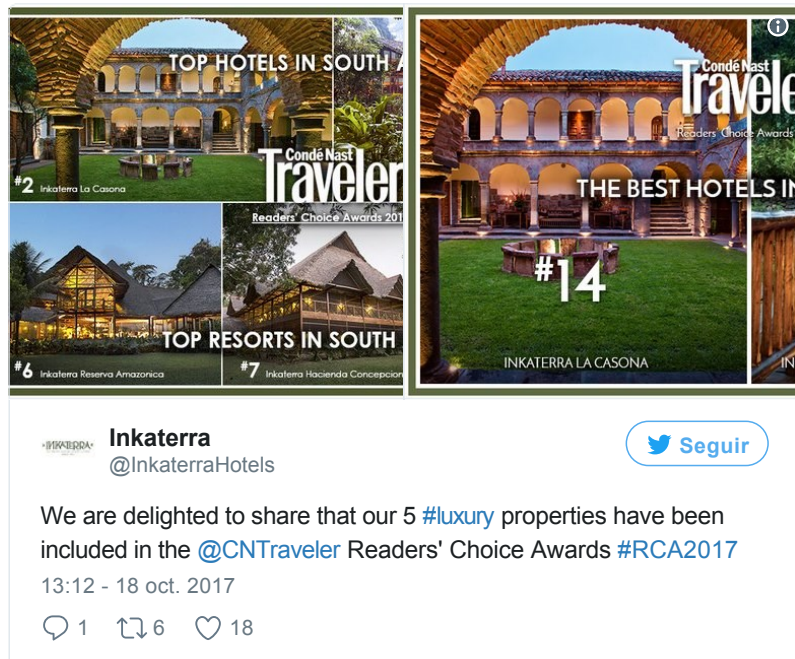 TOP HOTELS IN SOUTH
Condé Nast
Traveler
#2 Inkaterra La Casona
Readers' Choice Awards 201
TOP RESORTS IN SOUTH
#6 Inkaterra Reserva Amazonica
#7 Inkaterra Hacienda Concepcion
Condé Nast
Travele
Readers Choice Awards
THE BEST HOTELS IN
#14
INKATERRA LA CASONA
IN
INKATERRA
Inkaterra
@InkaterraHotels
Seguir
We are delighted to share that our 5 #luxury properties have been
included in the @CNTraveler Readers' Choice Awards #RCA2017
13:12 - 18 oct. 2017
1 6 18